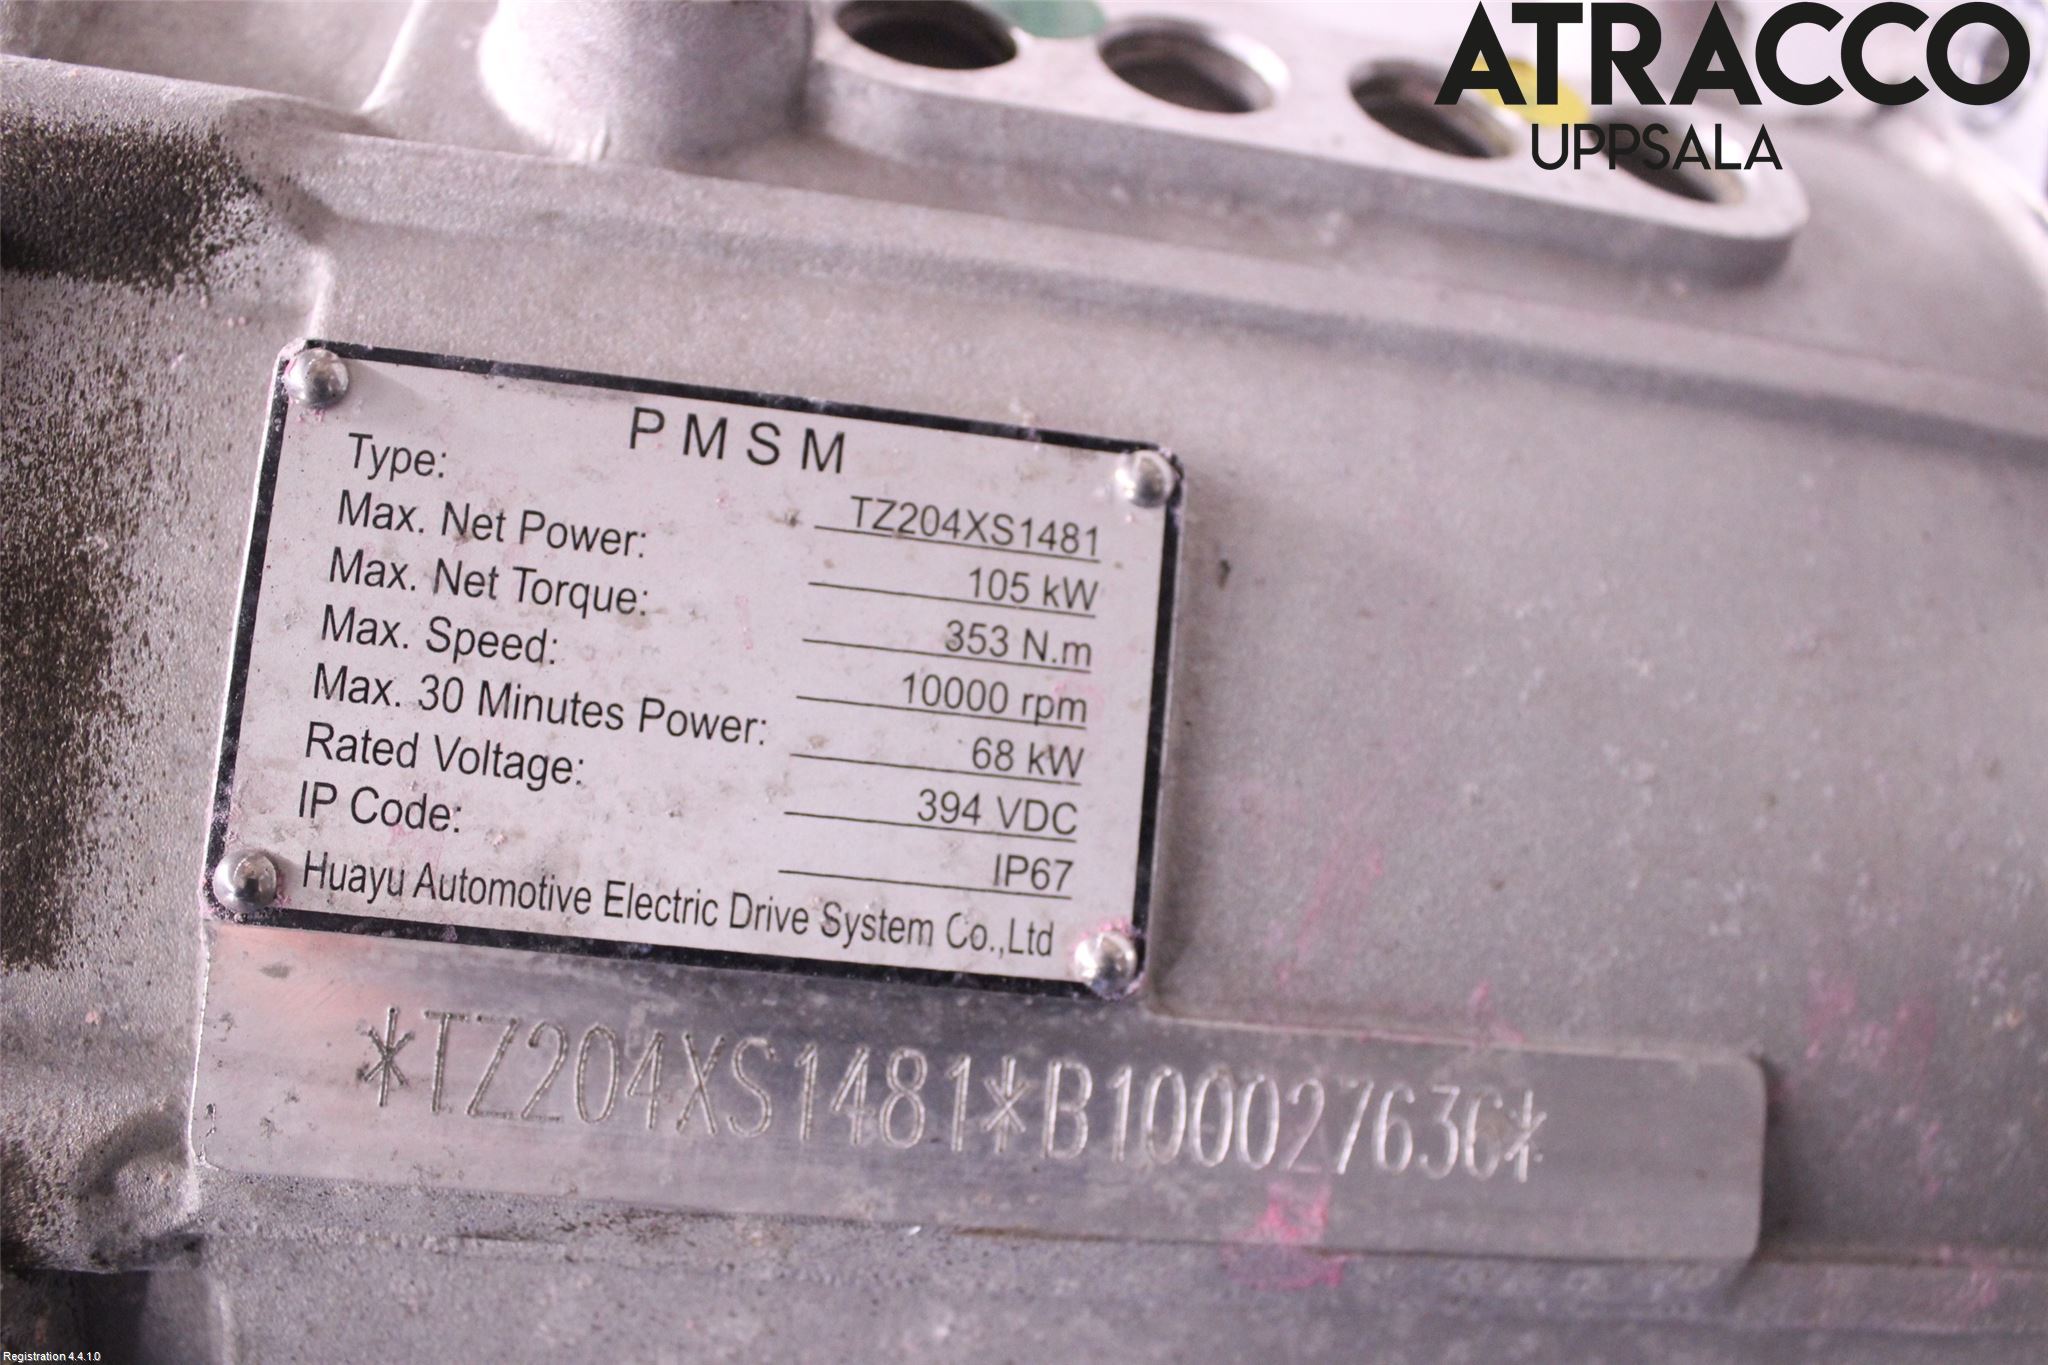 ATRACCO
UPPSALA
PMSM
Type: TZ204XS1481
Max. Net Power: 105 kW
Max. Net Torque: 353 N.m
Max. Speed: 10000 rpm
Max. 30 Minutes Power: 68 kW
Rated Voltage: 394 VDC
IP Code: IP67
Huayu Automotive Electric Drive System Co.,Ltd
*TZ204XS1481*B10002763C*
Registration 4.4.1.0